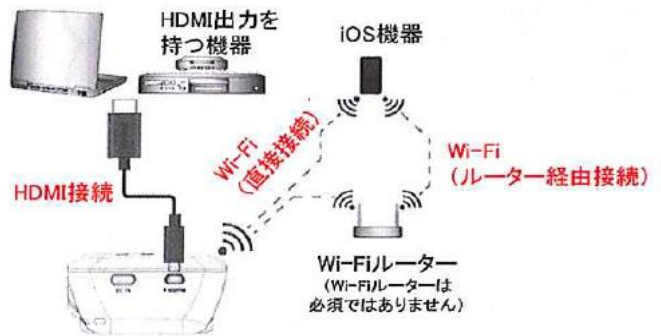 HDMI出力を
持つ機器
iOS機器
Wi-Fi
(直接接続)
Wi-Fi
(ルーター経由接続)
HDMI接続
Wi-Fiルーター
(Wi-Fiルーターは
必須ではありません)